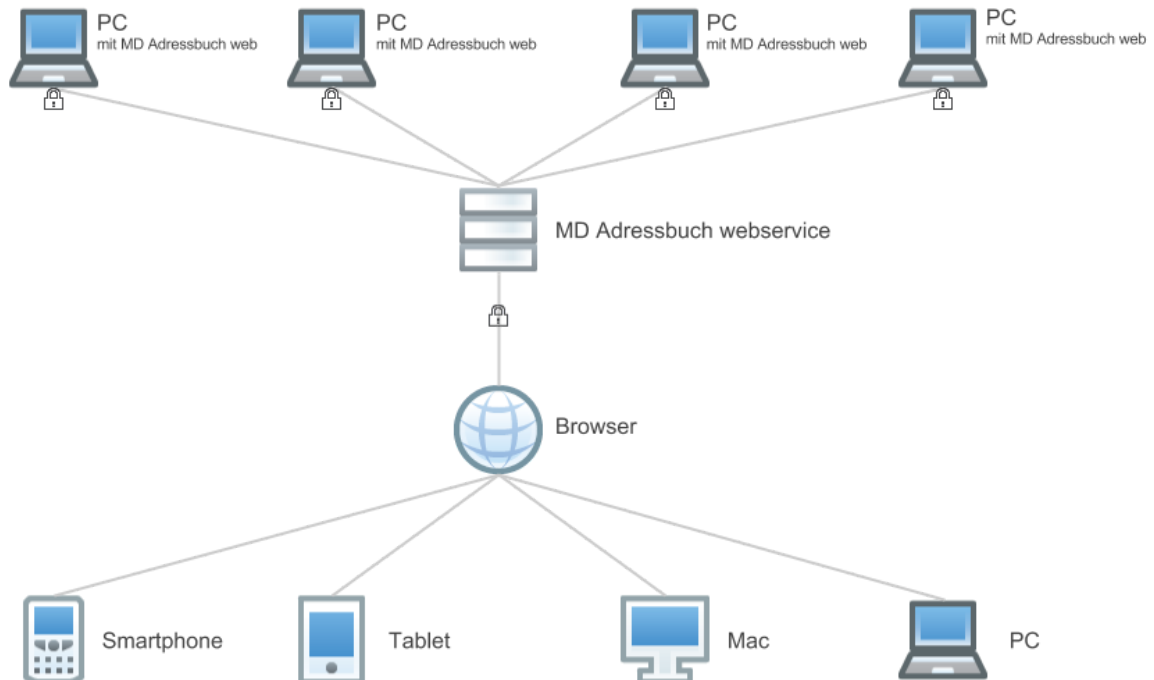 PC
mit MD Adressbuch web
PC
mit MD Adressbuch web
PC
mit MD Adressbuch web
PC
mit MD Adressbuch web
MD Adressbuch webservice
Browser
Smartphone
Tablet
Mac
PC